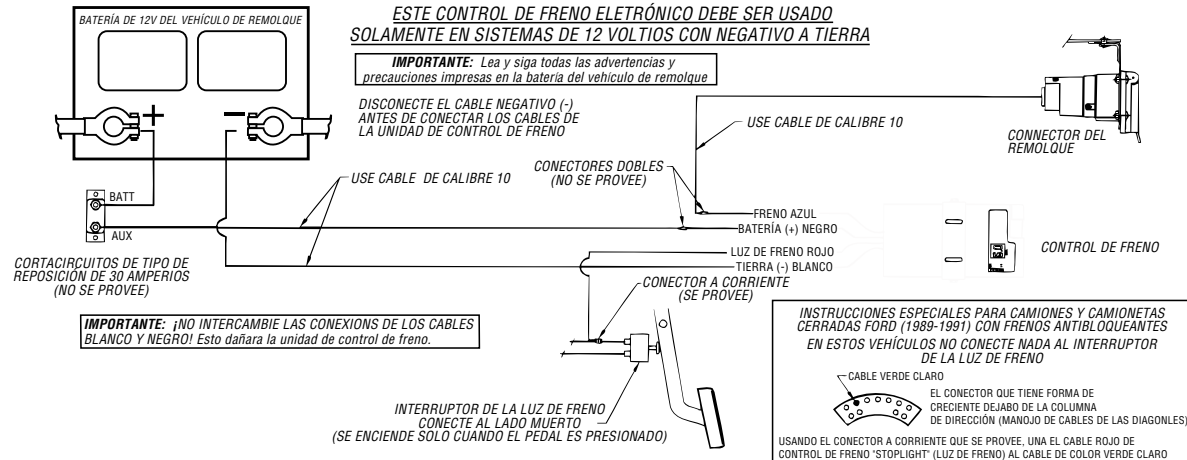 BATERÍA DE 12V DEL VEHÍCULO DE REMOLQUE
ESTE CONTROL DE FRENO ELETRÓNICO DEBE SER USADO
SOLAMENTE EN SISTEMAS DE 12 VOLTIOS CON NEGATIVO A TIERRA
IMPORTANTE: Lea y siga todas las advertencias y
precauciones impresas en la batería del vehículo de remolque
DISCONECTE EL CABLE NEGATIVO (-)
ANTES DE CONECTAR LOS CABLES DE
LA UNIDAD DE CONTROL DE FRENO
+
−
USE CABLE DE CALIBRE 10
CONNECTOR DEL
REMOLQUE
CONECTORES DOBLES
(NO SE PROVEE)
USE CABLE DE CALIBRE 10
BATT
AUX
FRENO AZUL
BATERÍA (+) NEGRO
LUZ DE FRENO ROJO
TIERRA (-) BLANCO
CONTROL DE FRENO
CORTACIRCUITOS DE TIPO DE
REPOSICIÓN DE 30 AMPERIOS
(NO SE PROVEE)
CONECTOR A CORRIENTE
(SE PROVEE)
IMPORTANTE: ¡NO INTERCAMBIE LAS CONEXIONS DE LOS CABLES
BLANCO Y NEGRO! Esto dañara la unidad de control de freno.
INTERRUPTOR DE LA LUZ DE FRENO
CONECTE AL LADO MUERTO
(SE ENCIENDE SOLO CUANDO EL PEDAL ES PRESIONADO)
INSTRUCCIONES ESPECIALES PARA CAMIONES Y CAMIONETAS
CERRADAS FORD (1989-1991) CON FRENOS ANTIBLOQUEANTES
EN ESTOS VEHÍCULOS NO CONECTE NADA AL INTERRUPTOR
DE LA LUZ DE FRENO
CABLE VERDE CLARO
EL CONECTOR QUE TIENE FORMA DE
CRECIENTE DEJABO DE LA COLUMNA
DE DIRECCIÓN (MANOJO DE CABLES DE LAS DIAGONLES)
USANDO EL CONECTOR A CORRIENTE QUE SE PROVEE, UNA EL CABLE ROJO DE
CONTROL DE FRENO "STOPLIGHT" (LUZ DE FRENO) AL CABLE DE COLOR VERDE CLARO